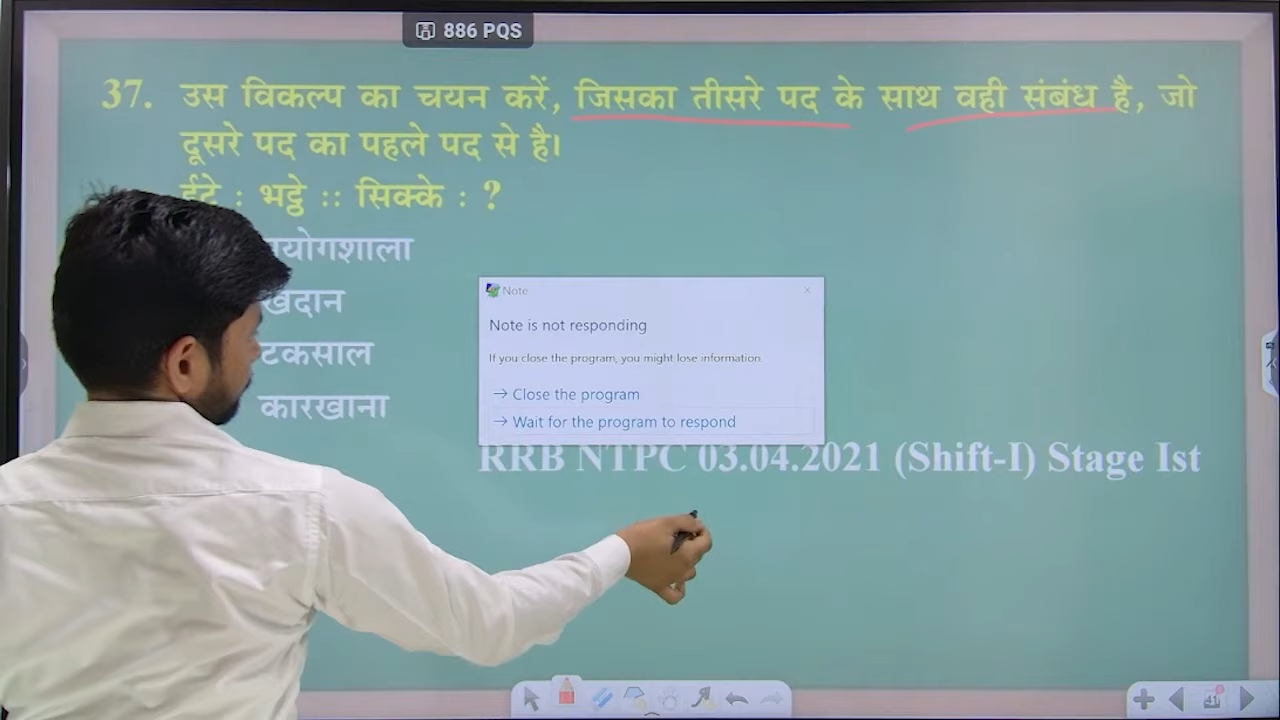 886 PQS
37. उस विकल्प का चयन करें, जिसका तीसरे पद के साथ वही संबंध है, जो
दूसरे पद का पहले पद से है।
ईंटे : भट्ठे :: सिक्के : ?
योगशाला
खदान
टकसाल
कारखाना
Note
Note is not responding
If you close the program, you might lose information.
→ Close the program
→ Wait for the program to respond
RRB NTPC 03.04.2021 (Shift-I) Stage Ist
41